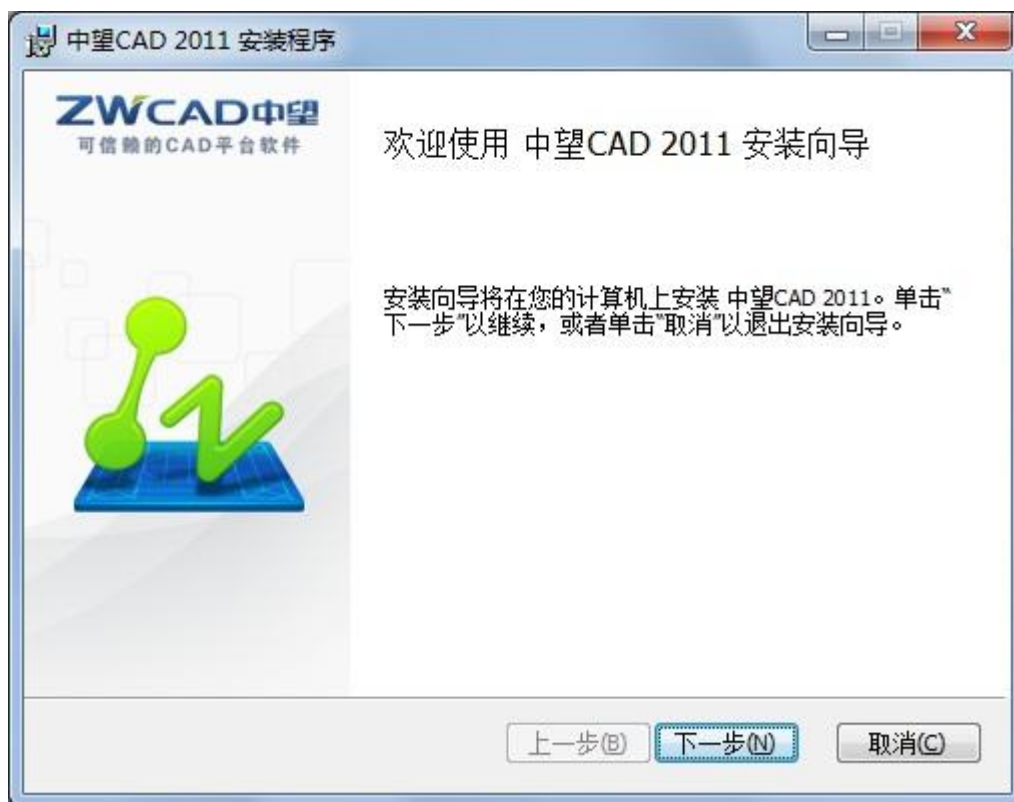 中望CAD 2011 安装程序
ZWCAD中望
可信赖的CAD平台软件
欢迎使用 中望CAD 2011 安装向导
安装向导将在您的计算机上安装 中望CAD 2011。单击“
下一步”以继续，或者单击“取消”以退出安装向导。
上一步(B) 下一步(N) 取消(C)